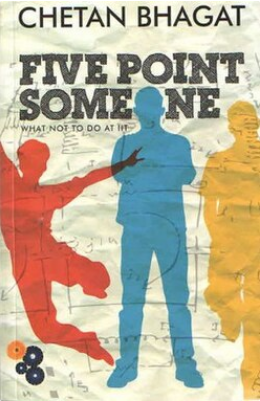 CHETAN BHAGAT
FIVE POINT
SOMEONE
WHAT NOT TO DO AT IIT